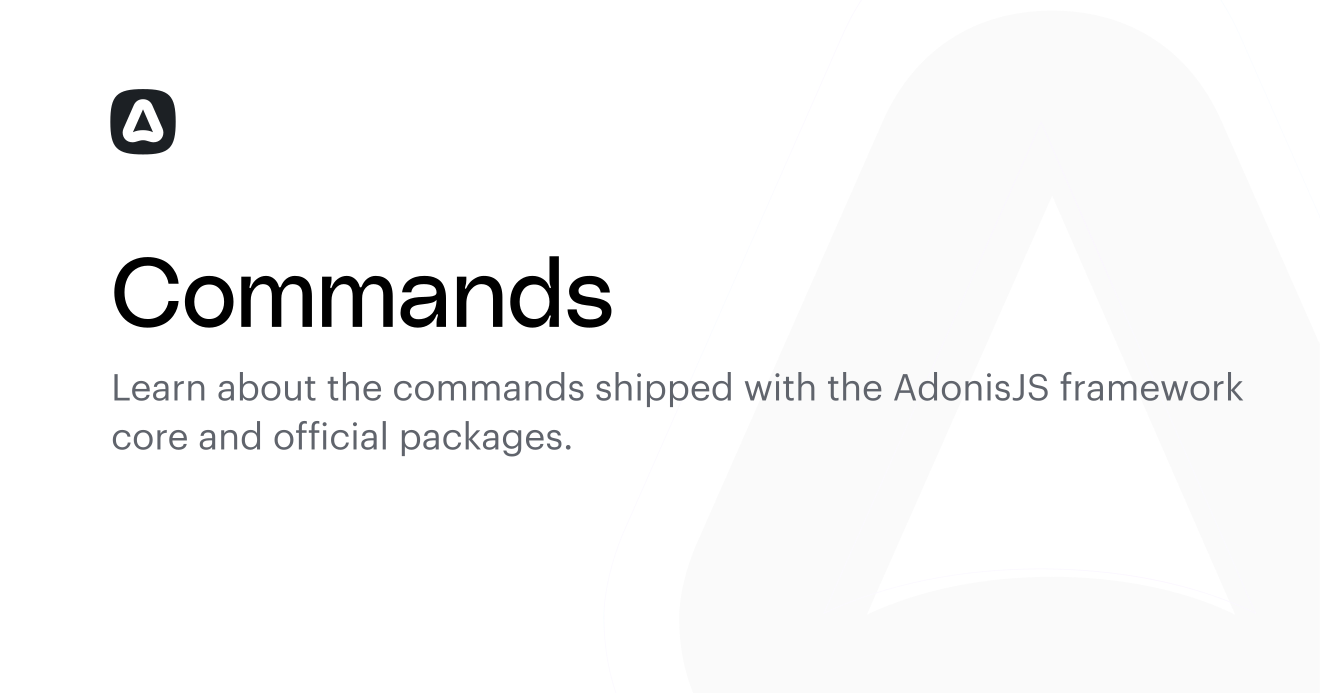 Commands
Learn about the commands shipped with the AdonisJS framework
core and official packages.